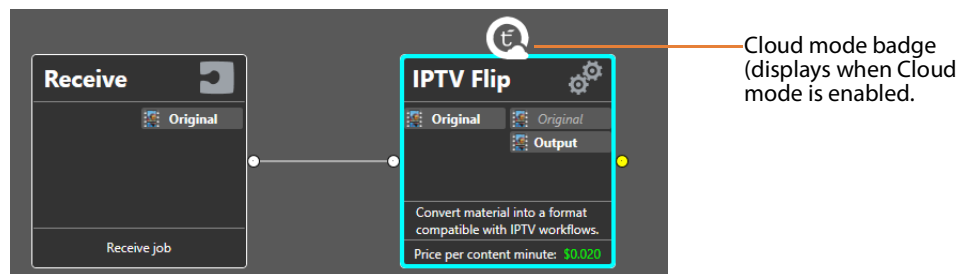 Cloud mode badge
(displays when Cloud
mode is enabled.
Receive
Original
Receive job
IPTV Flip
Original
Original
Output
Convert material into a format
compatible with IPTV workflows.
Price per content minute: $0.020